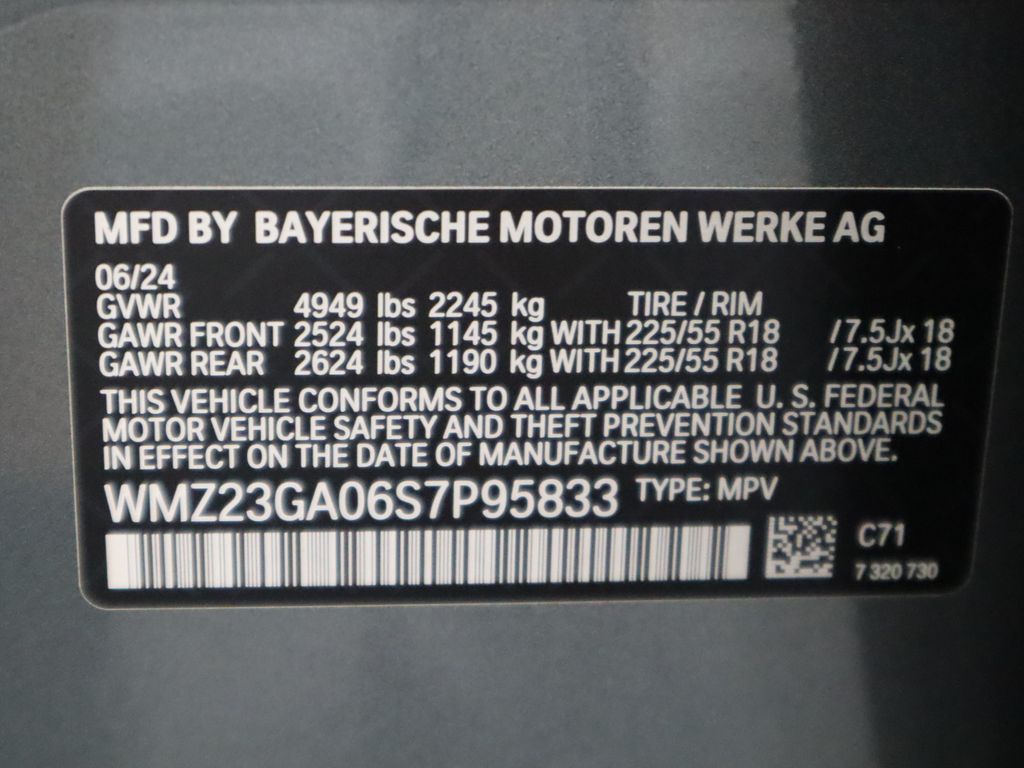 MFD BY BAYERISCHE MOTOREN WERKE AG
06/24
GVWR 4949 lbs 2245 kg TIRE / RIM
GAWR FRONT 2524 lbs 1145 kg WITH 225/55 R18 /7.5Jx 18
GAWR REAR 2624 lbs 1190 kg WITH 225/55 R18 /7.5Jx 18
THIS VEHICLE CONFORMS TO ALL APPLICABLE U. S. FEDERAL
MOTOR VEHICLE SAFETY AND THEFT PREVENTION STANDARDS
IN EFFECT ON THE DATE OF MANUFACTURE SHOWN ABOVE.
WMZ23GA06S7P95833 TYPE: MPV
C71
7 320 730